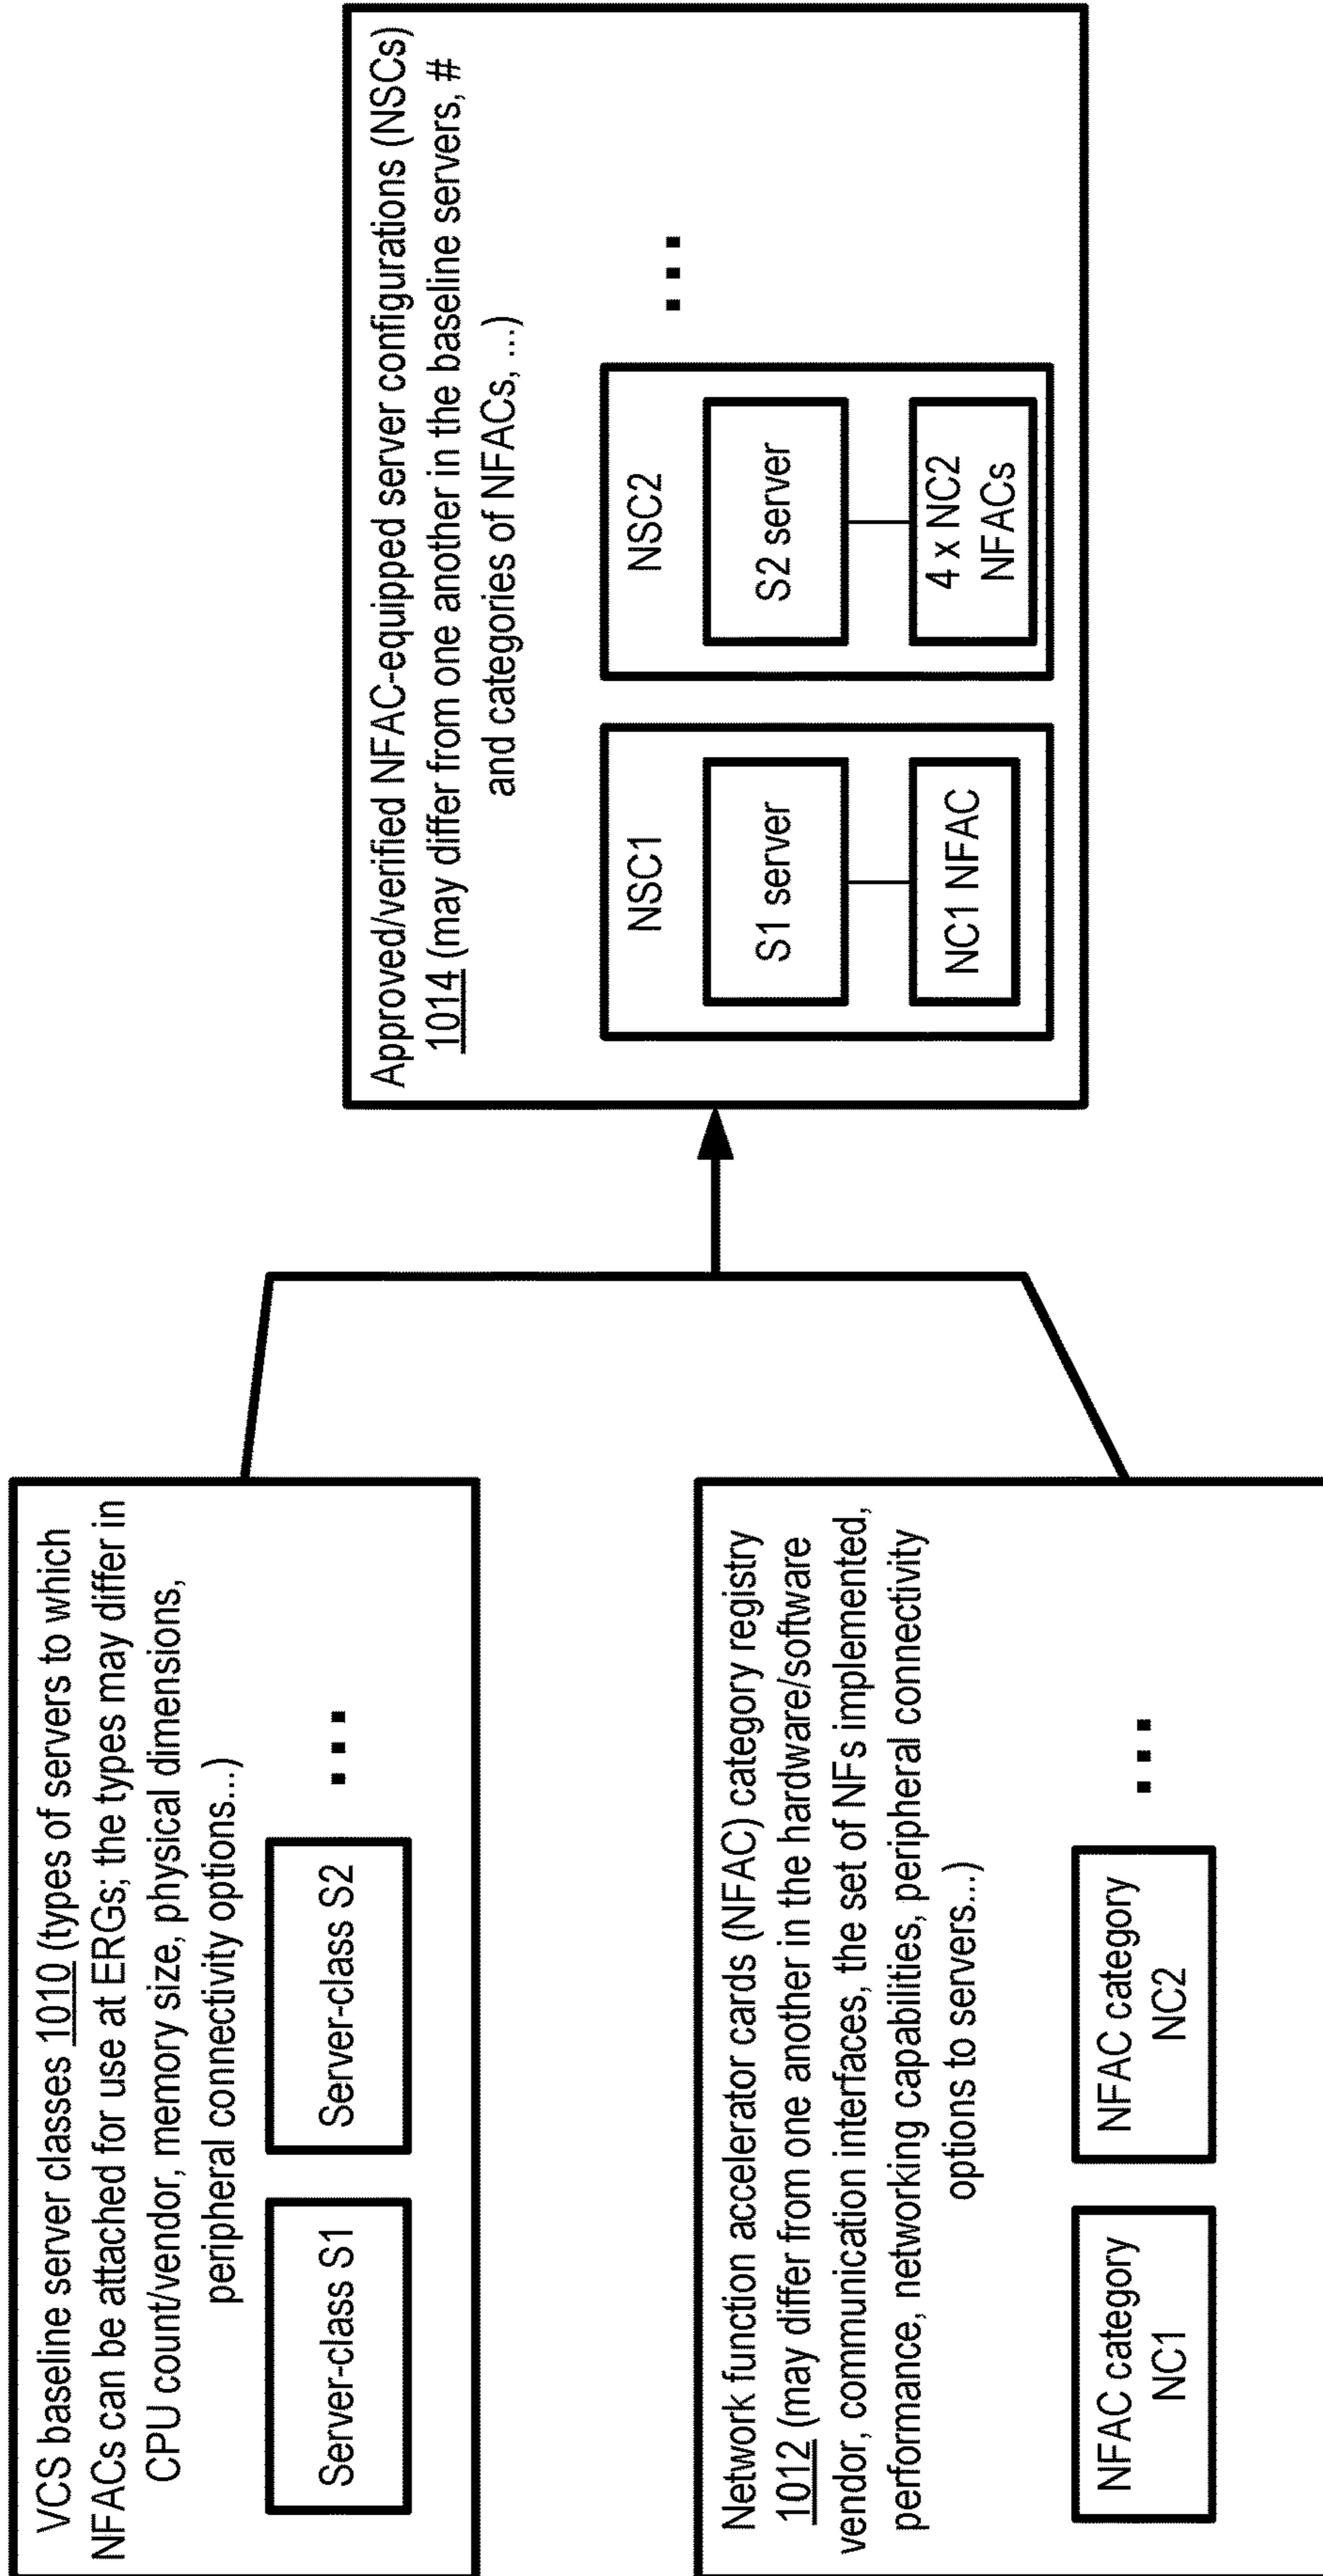 VCS baseline server classes 1010 (types of servers to which
NFACs can be attached for use at ERGs; the types may differ in
CPU count/vendor, memory size, physical dimensions,
peripheral connectivity options...)
Server-class S1
Server-class S2
...
Network function accelerator cards (NFAC) category registry
1012 (may differ from one another in the hardware/software
vendor, communication interfaces, the set of NFs implemented,
performance, networking capabilities, peripheral connectivity
options to servers...)
NFAC category
NC1
NFAC category
NC2
...
Approved/verified NFAC-equipped server configurations (NSCs)
1014 (may differ from one another in the baseline servers, #
and categories of NFACs, ...)
NSC1
S1 server
NC1 NFAC
NSC2
S2 server
4 x NC2
NFACs
...